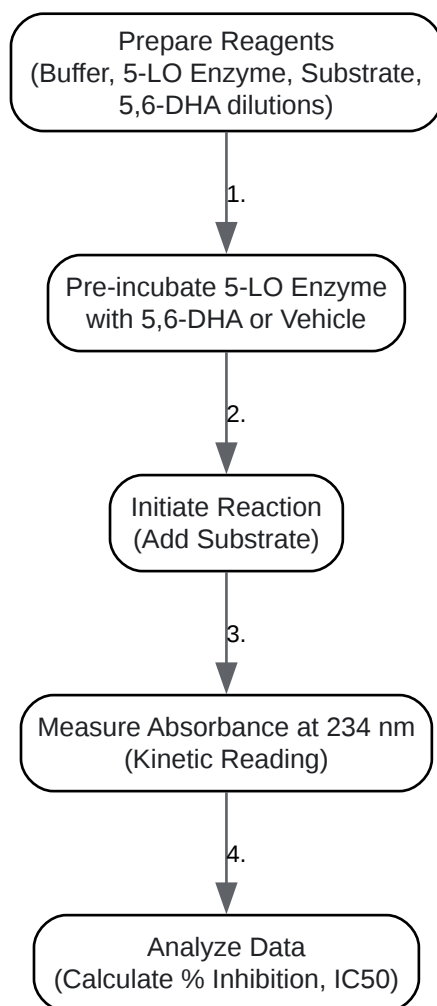 Prepare Reagents
(Buffer, 5-LO Enzyme, Substrate,
5,6-DHA dilutions)
1.
Pre-incubate 5-LO Enzyme
with 5,6-DHA or Vehicle
2.
Initiate Reaction
(Add Substrate)
3.
Measure Absorbance at 234 nm
(Kinetic Reading)
4.
Analyze Data
(Calculate % Inhibition, IC50)